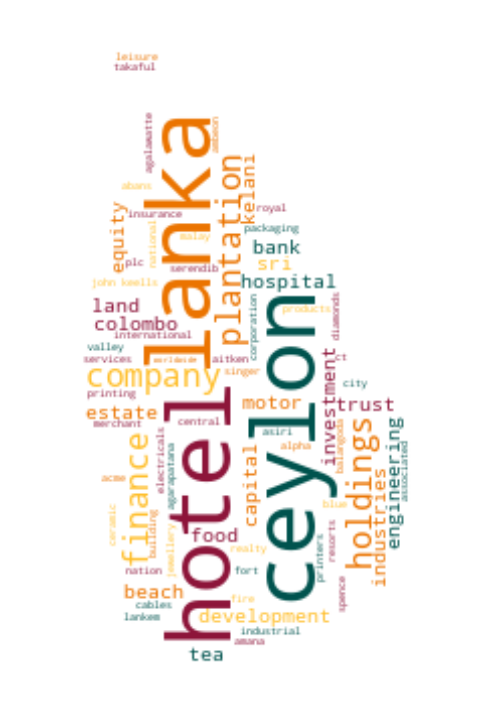 leisure
takaful
agalawatte
lanka
ambeon
abans
plantation
kelani
equity
insurance
royal
national
malay
packaging
bank
plc
serendib
sri
john keells
hospital
land
corporation
products
diamonds
colombo
ceylon
international
valley
services
worldwide
aitken
investment
ct
company
singer
city
printing
hotel
motor
trust
estate
merchant
central
holdings
engineering
associated
finance
electricals
asiri
alpha
balangoda
agarapatana
capital
industries
acme
ceramic
building
blue
food
jewellery
realty
printers
resorts
nation
fort
spence
beach
fire
cables
lankem
development
industrial
amana
tea